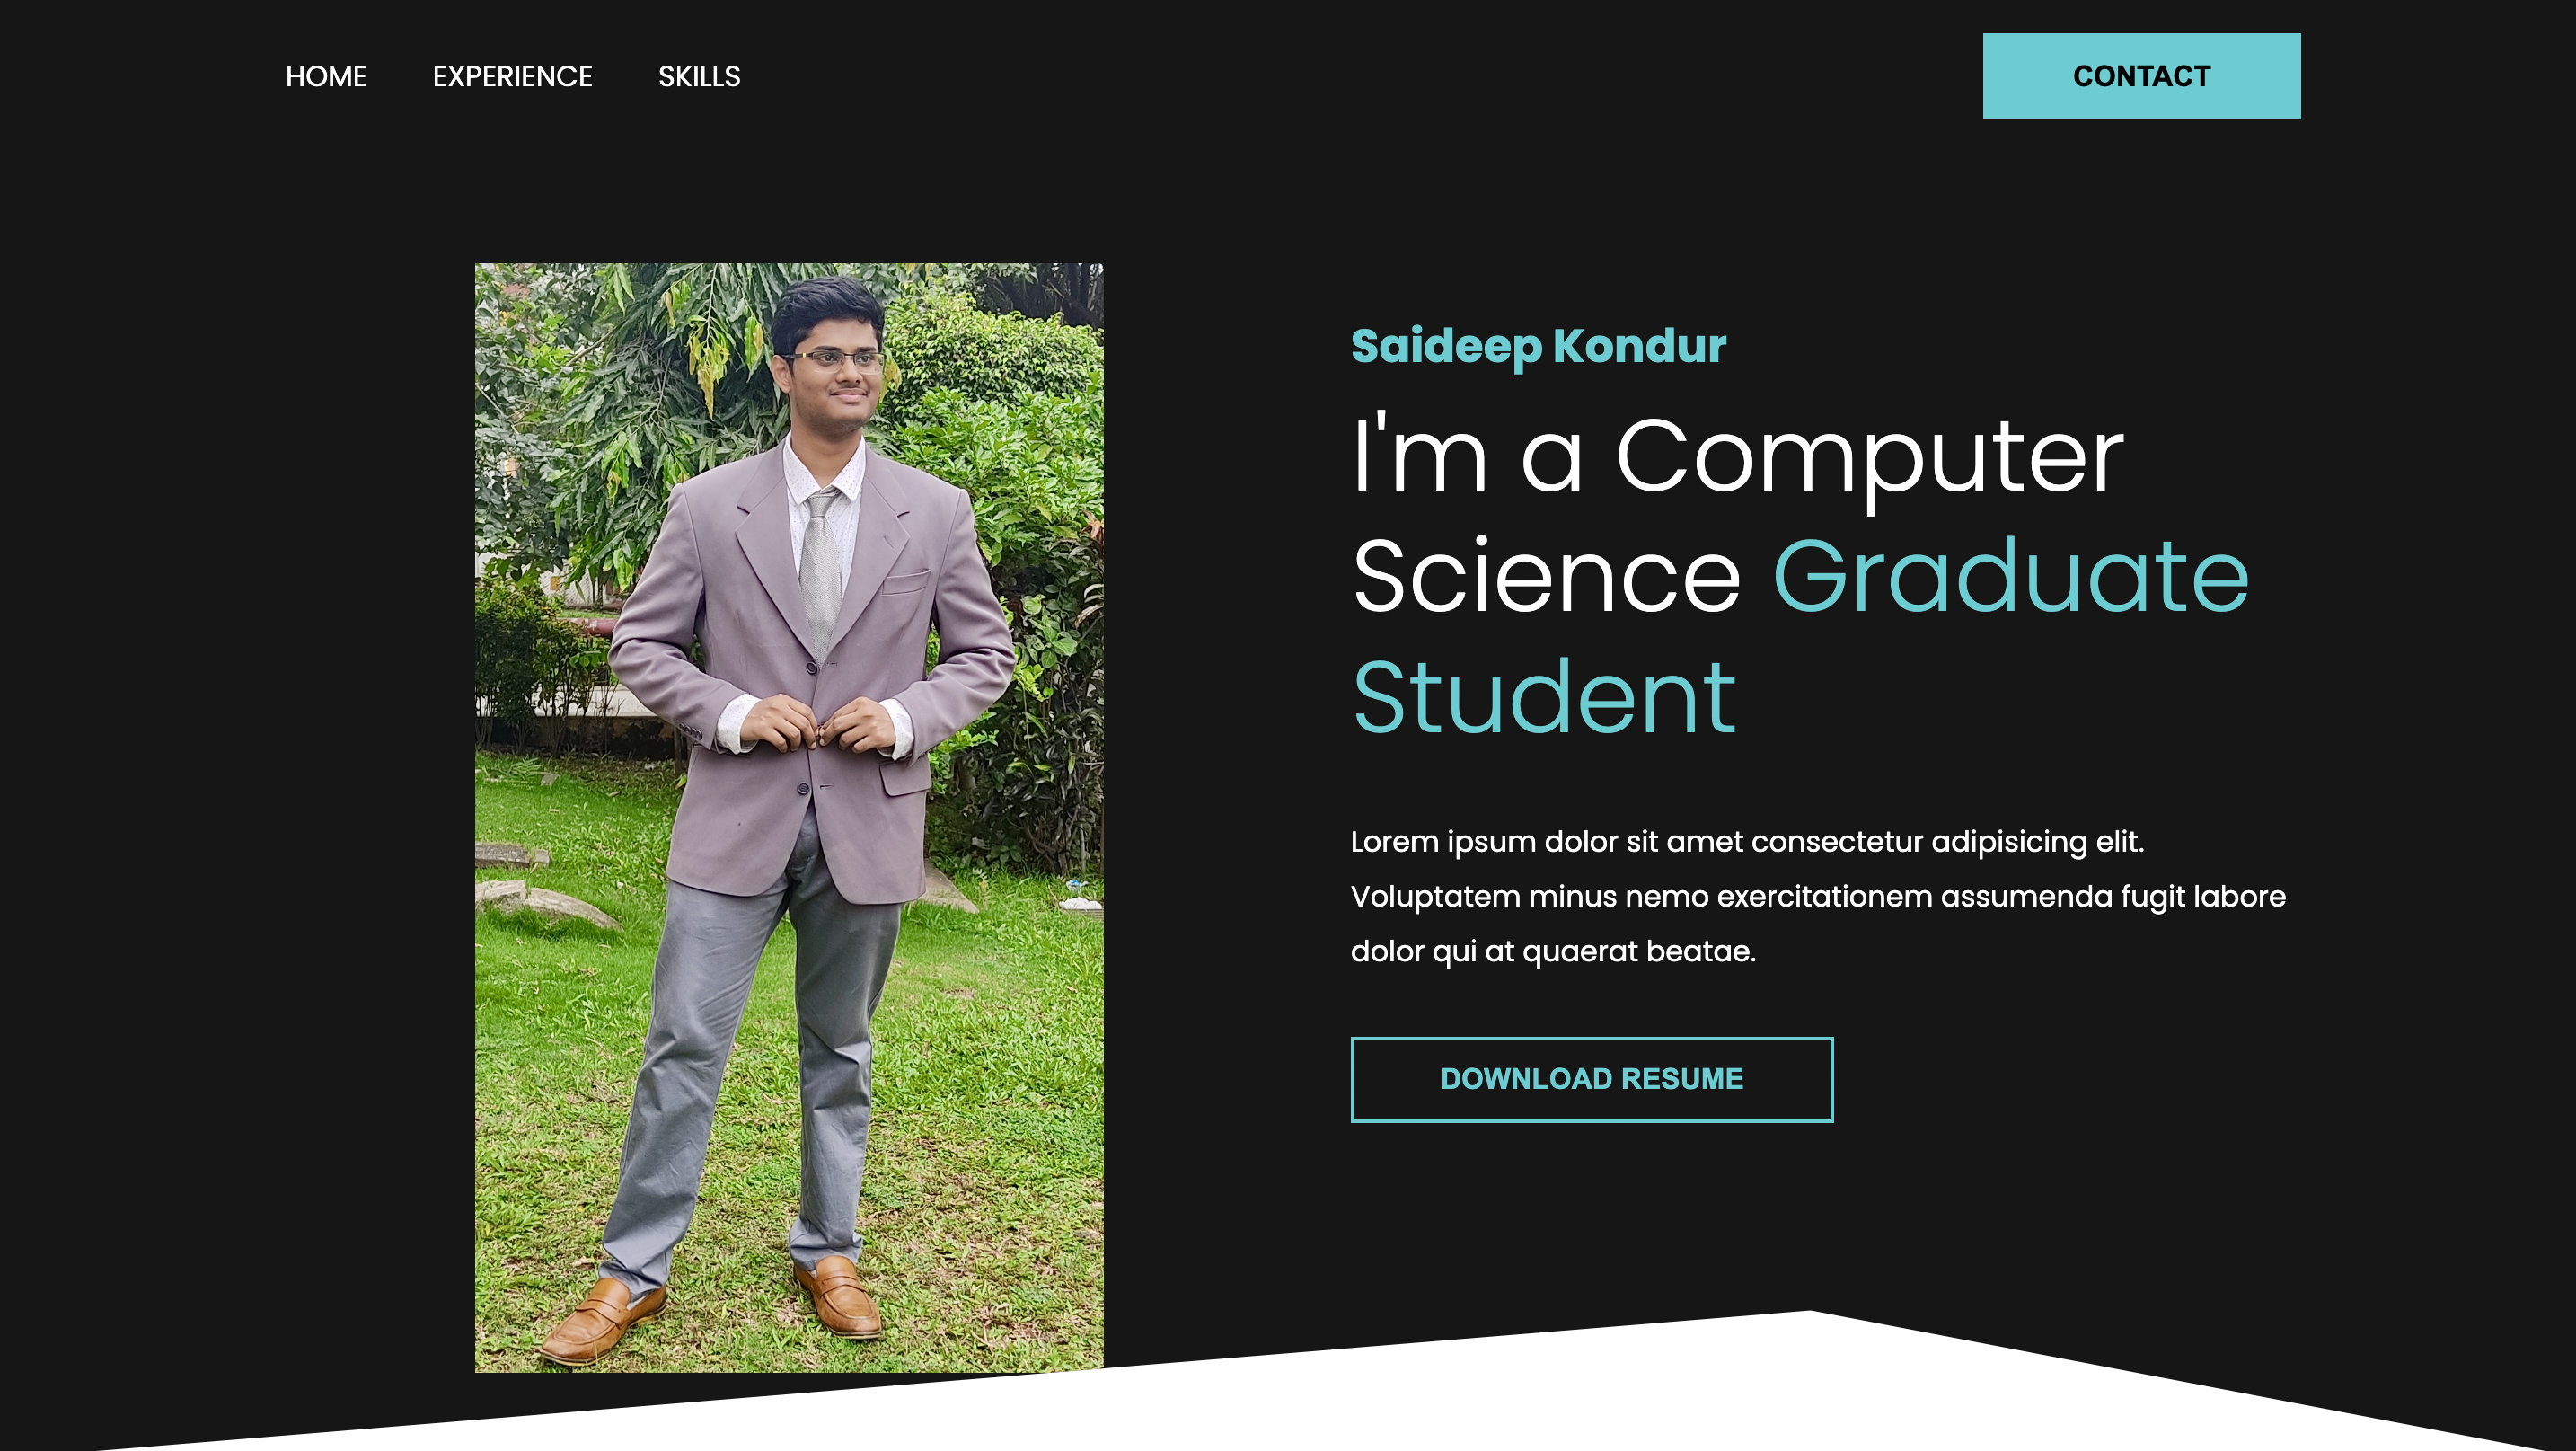 HOME EXPERIENCE SKILLS CONTACT
Saideep Kondur
I'm a Computer
Science Graduate
Student
Lorem ipsum dolor sit amet consectetur adipisicing elit.
Voluptatem minus nemo exercitationem assumenda fugit labore
dolor qui at quaerat beatae.
DOWNLOAD RESUME